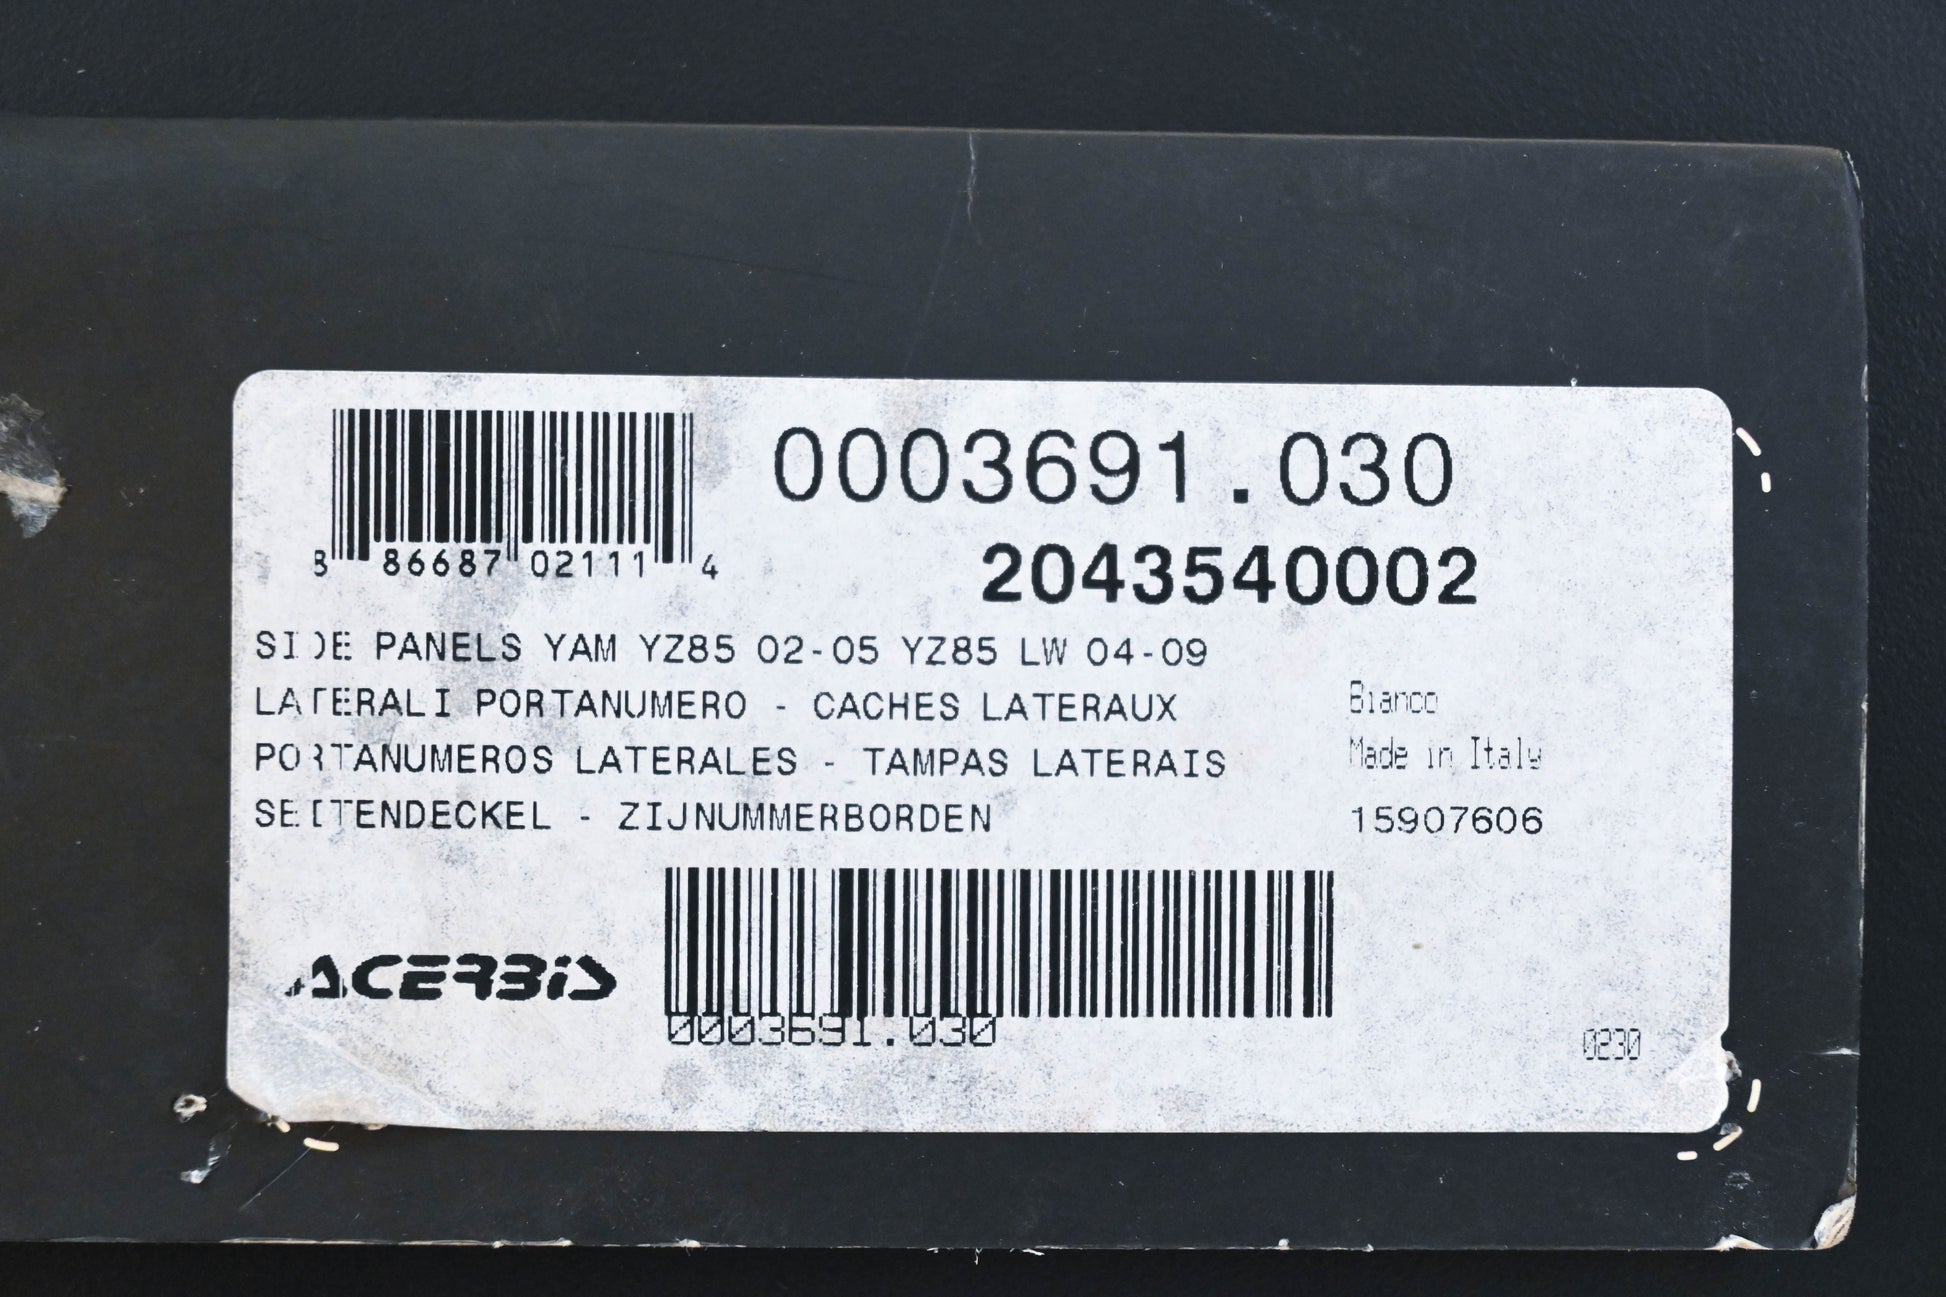 0003691.030
8 86687 02111 4
2043540002
SIDE PANELS YAM YZ85 02-05 YZ85 LW 04-09
LATERALI PORTANUMERO - CACHES LATERAUX
Bianco
PORTANUMEROS LATERALES - TAMPAS LATERAIS
Made in Italy
SEITENDECKEL - ZIJNUMMERBORDEN
15907606
ACERBIS
0003691.030
0230